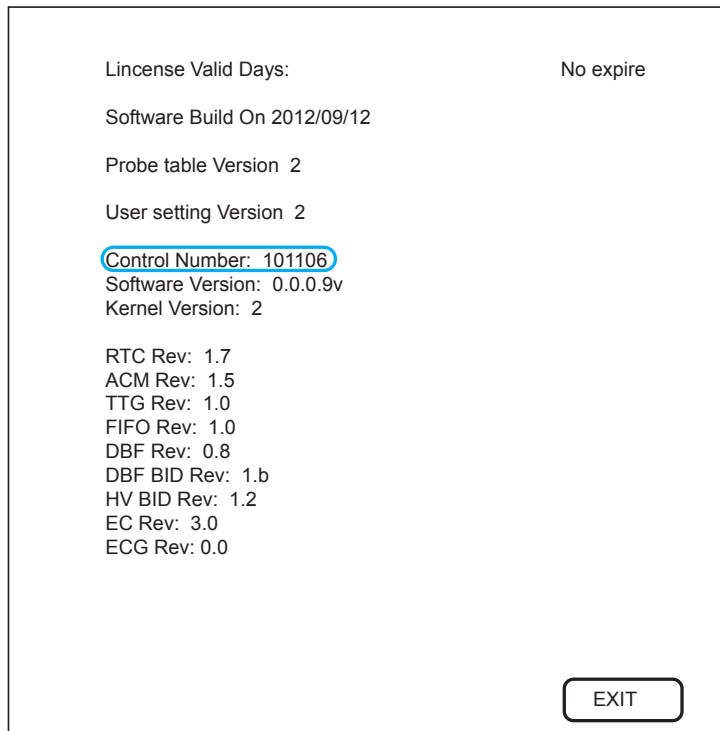 Lincense Valid Days: No expire
Software Build On 2012/09/12
Probe table Version 2
User setting Version 2
Control Number: 101106
Software Version: 0.0.0.9v
Kernel Version: 2
RTC Rev: 1.7
ACM Rev: 1.5
TTG Rev: 1.0
FIFO Rev: 1.0
DBF Rev: 0.8
DBF BID Rev: 1.b
HV BID Rev: 1.2
EC Rev: 3.0
ECG Rev: 0.0
EXIT